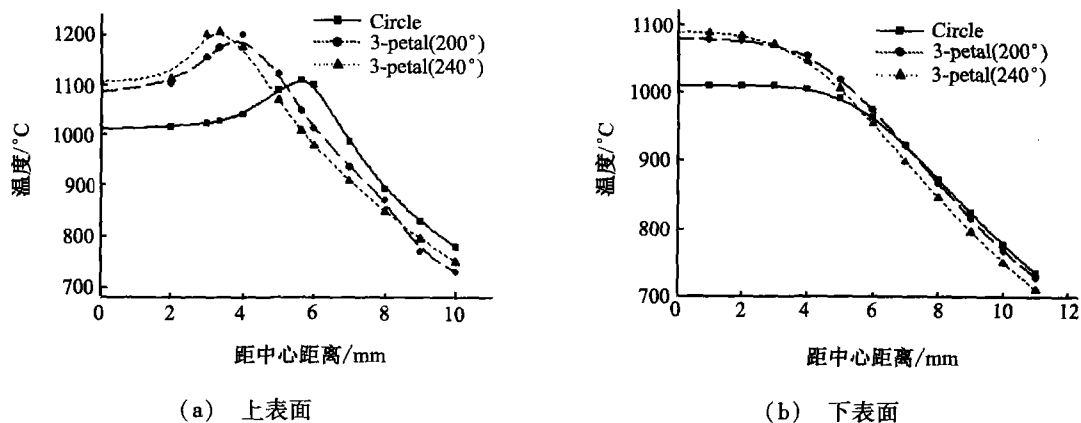 1200
1100
1000
900
800
700
温度/°C
Circle
3-petal(200°)
3-petal(240°)
0 2 4 6 8 10
距中心距离/mm
(a) 上表面
1100
1000
900
800
700
温度/°C
Circle
3-petal(200°)
3-petal(240°)
0 2 4 6 8 10 12
距中心距离/mm
(b) 下表面